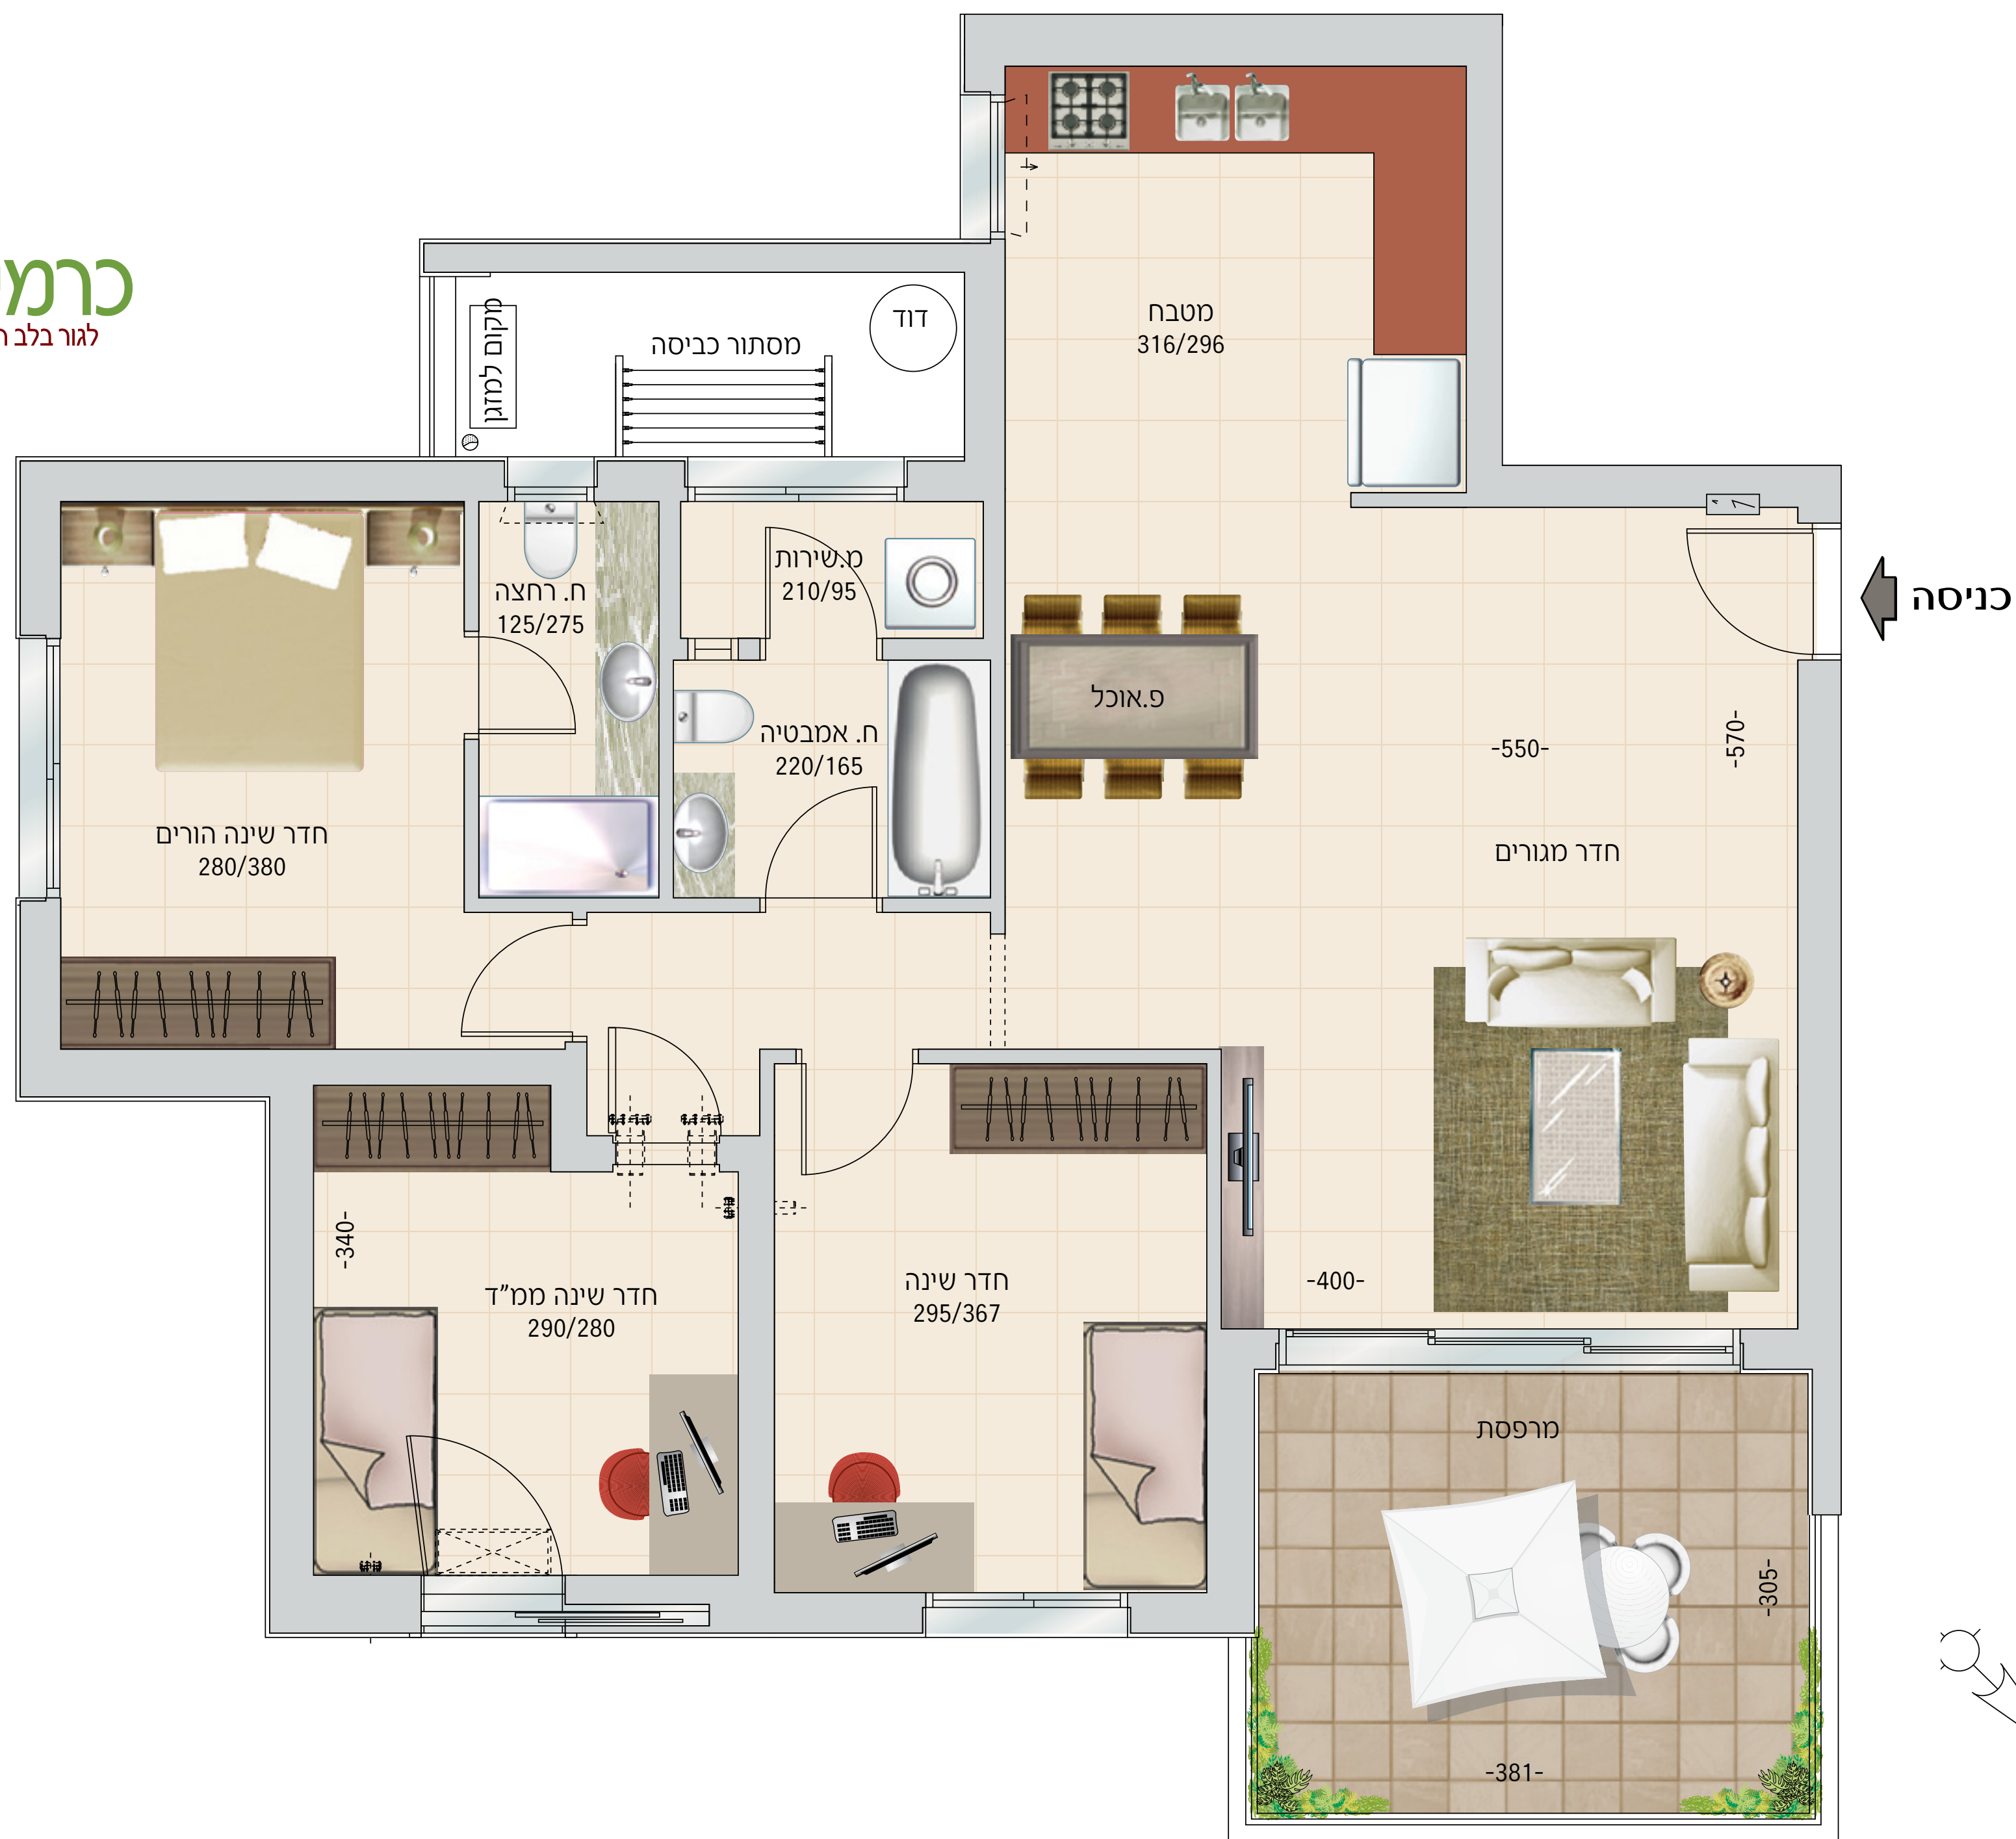 לגור בלב
מטבח
316/296
דוד
מסתור כביסה
מקום למזגן
כניסה
מ.שירות
210/95
ח. רחצה
125/275
ח. אמבטיה
220/165
פ.אוכל
-550-
-570-
חדר מגורים
חדר שינה הורים
280/380
-340-
חדר שינה ממ"ד
290/280
חדר שינה
295/367
-400-
מרפסת
-305-
-381-